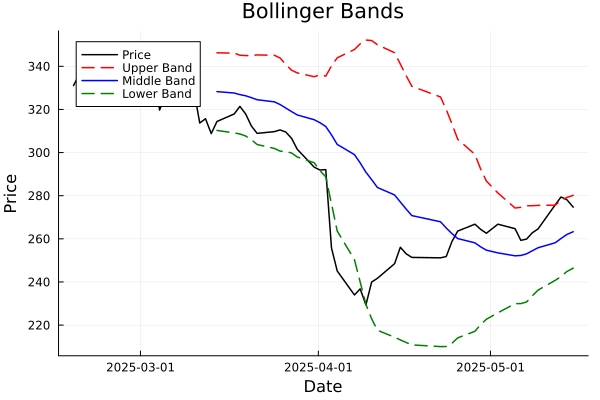 Bollinger Bands
Price
Upper Band
Middle Band
Lower Band
340
320
300
280
260
240
220
Price
2025-03-01
2025-04-01
2025-05-01
Date